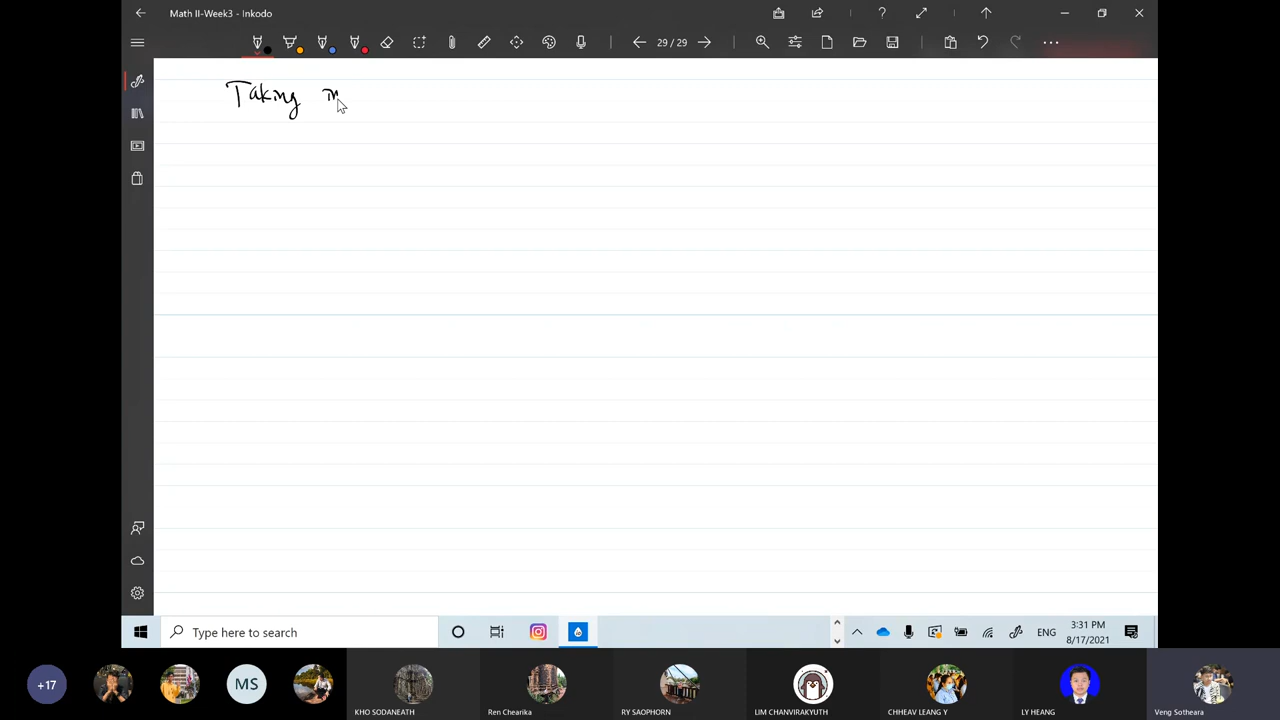 Math II-Week3 - Inkodo
29 / 29
Taking in
Type here to search
ENG
3:31 PM
8/17/2021
+17
MS
KHO SODANEATH
Ren Chearika
RY SAOPHORN
LIM CHANVIRAKYUTH
CHHEAV LEANG Y
LY HEANG
Veng Sotheara